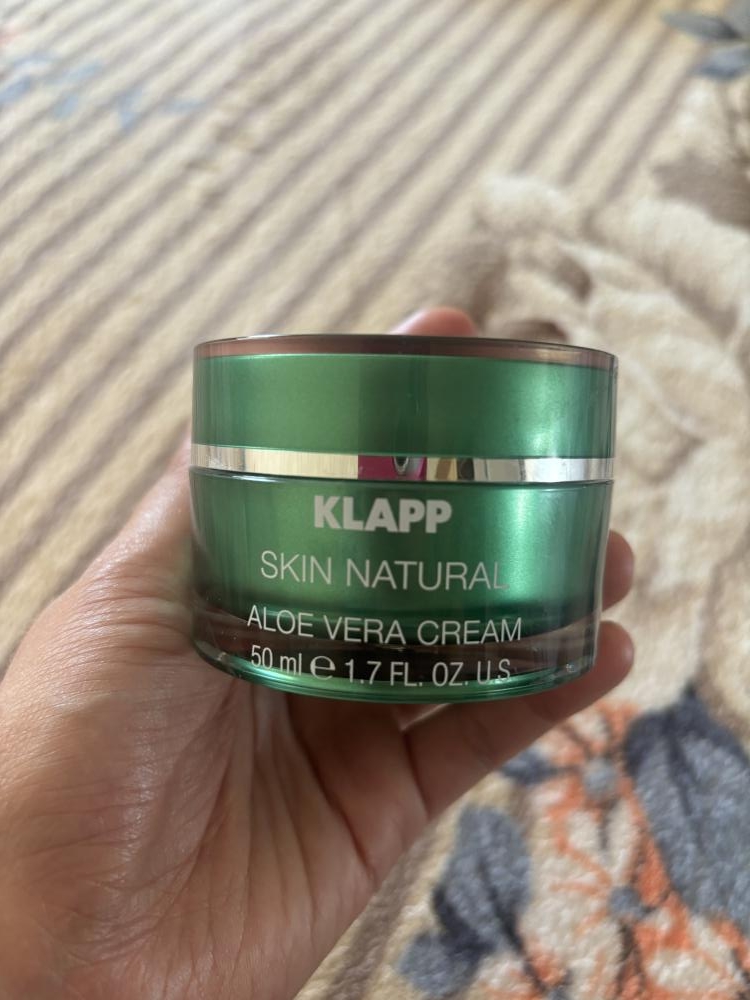 KLAPP
SKIN NATURAL
ALOE VERA CREAM
50 ml ℮ 1.7 FL. OZ. U.S.